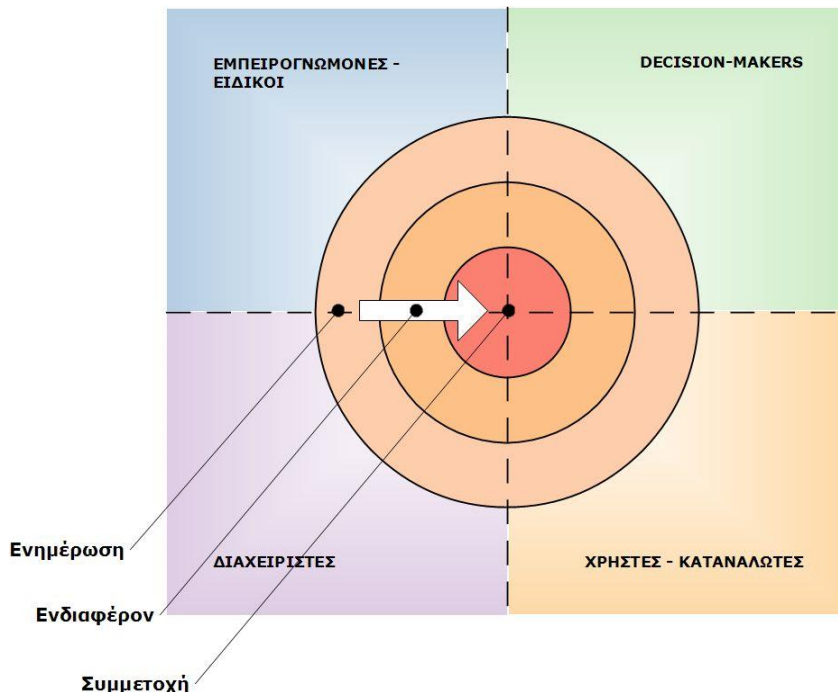 ΕΜΠΕΙΡΟΓΝΩΜΟΝΕΣ -
ΕΙΔΙΚΟΙ
DECISION-MAKERS
Ενημέρωση
ΔΙΑΧΕΙΡΙΣΤΕΣ
ΧΡΗΣΤΕΣ - ΚΑΤΑΝΑΛΩΤΕΣ
Ενδιαφέρον
Συμμετοχή